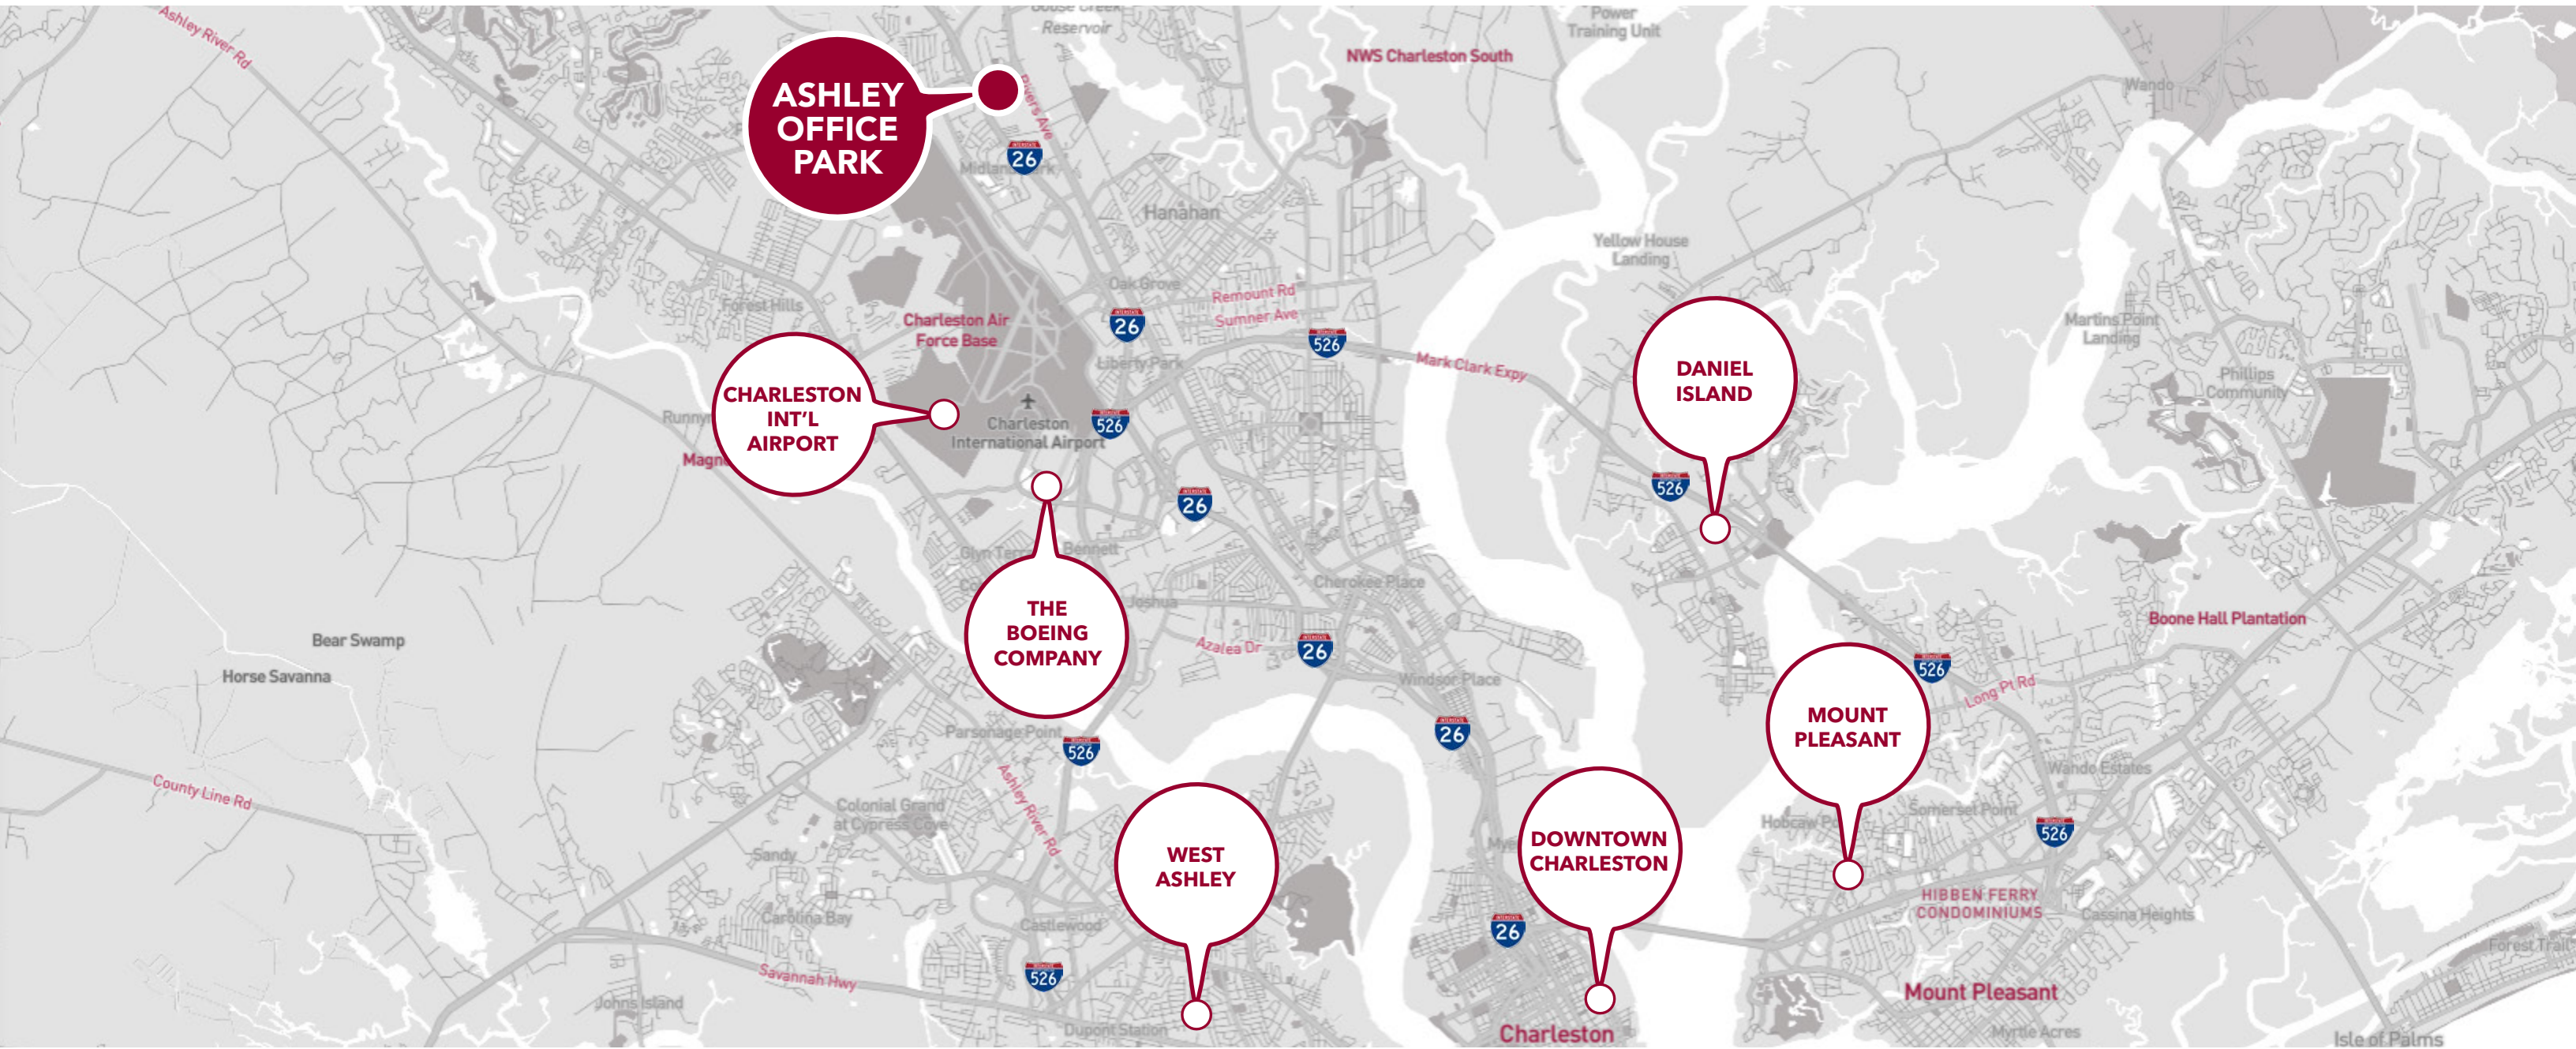 Goose Creek
Reservoir
Power
Training Unit
Ashley River Rd
NWS Charleston South
Wando
ASHLEY
OFFICE
PARK
Rivers Ave
26
Hanahan
Yellow House
Landing
Oak Grove
Remount Rd
Sumner Ave
Forest Hills
Charleston Air
Force Base
26
526
Liberty Park
Mark Clark Expy
Martins Point
Landing
DANIEL
ISLAND
Phillips
Community
CHARLESTON
INT'L
AIRPORT
Charleston
International Airport
526
526
26
Bennett
Cherokee Place
THE
BOEING
COMPANY
Joshua
Azalea Dr
26
Boone Hall Plantation
Bear Swamp
Horse Savanna
526
Long Pt Rd
Windsor Place
MOUNT
PLEASANT
Parsonage Point
526
26
Wando Estates
County Line Rd
Ashley River Rd
Colonial Grand
at Cypress Cove
Somerset Point
526
DOWNTOWN
CHARLESTON
WEST
ASHLEY
Sandy
Carolina Bay
Castlewood
26
HIBBEN FERRY
CONDOMINIUMS
Cassina Heights
Forest Trail
Savannah Hwy
526
Johns Island
Mount Pleasant
Dupont Station
Charleston
Myrtle Acres
Isle of Palms